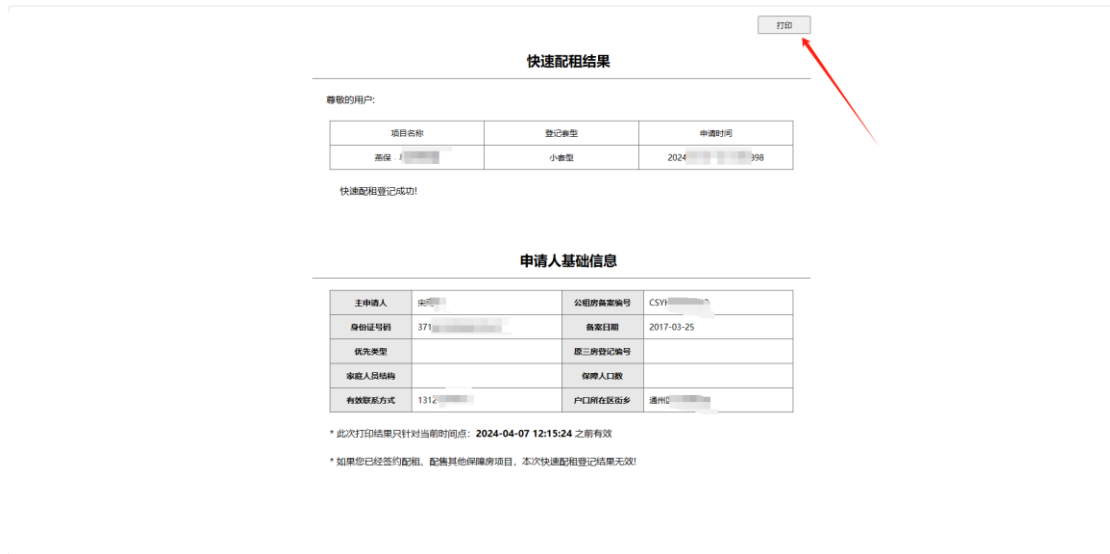 打印
快速配租结果
尊敬的用户:
项目名称 登记套型 申请时间
燕保 · 小套型 2024 398
快速配租登记成功!
申请人基础信息
主申请人 公租房备案编号 CSY
身份证号码 371 备案日期 2017-03-25
优先类型 原三房登记编号
家庭人员结构 保障人口数
有效联系方式 1312 户口所在区街乡 通州
* 此次打印结果只针对当前时间点: 2024-04-07 12:15:24 之前有效
* 如果您已经签约配租、配售其他保障房项目, 本次快速配租登记结果无效!